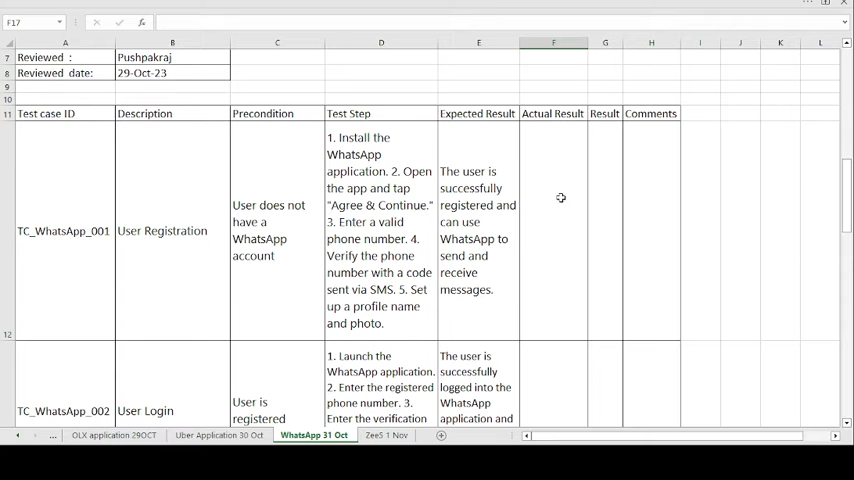 F17
fx
A B C D E F G H I J K L
7 Reviewed : Pushpakraj
8 Reviewed date: 29-Oct-23
9
10
11 Test case ID Description Precondition Test Step Expected Result Actual Result Result Comments
12
TC_WhatsApp_001
User Registration
User does not
have a
WhatsApp
account
1. Install the
WhatsApp
application. 2. Open
the app and tap
"Agree & Continue."
3. Enter a valid
phone number. 4.
Verify the phone
number with a code
sent via SMS. 5. Set
up a profile name
and photo.
The user is
successfully
registered and
can use
WhatsApp to
send and
receive
messages.
TC_WhatsApp_002
User Login
User is
registered
1. Launch the
WhatsApp application.
2. Enter the registered
phone number. 3.
Enter the verification
The user is
successfully
logged into the
WhatsApp
application and
... OLX application 29OCT Uber Application 30 Oct WhatsApp 31 Oct Zee5 1 Nov